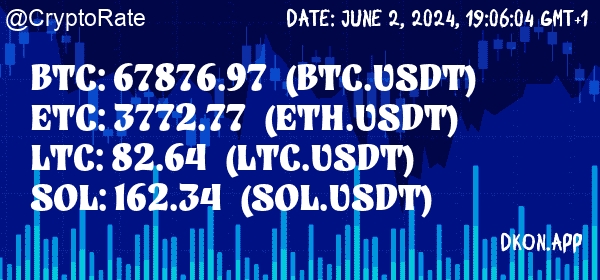 @CryptoRate
DATE: JUNE 2, 2024, 19:06:04 GMT+1
BTC: 67876.97 (BTC.USDT)
ETC: 3772.77 (ETH.USDT)
LTC: 82.64 (LTC.USDT)
SOL: 162.34 (SOL.USDT)
DKON.APP